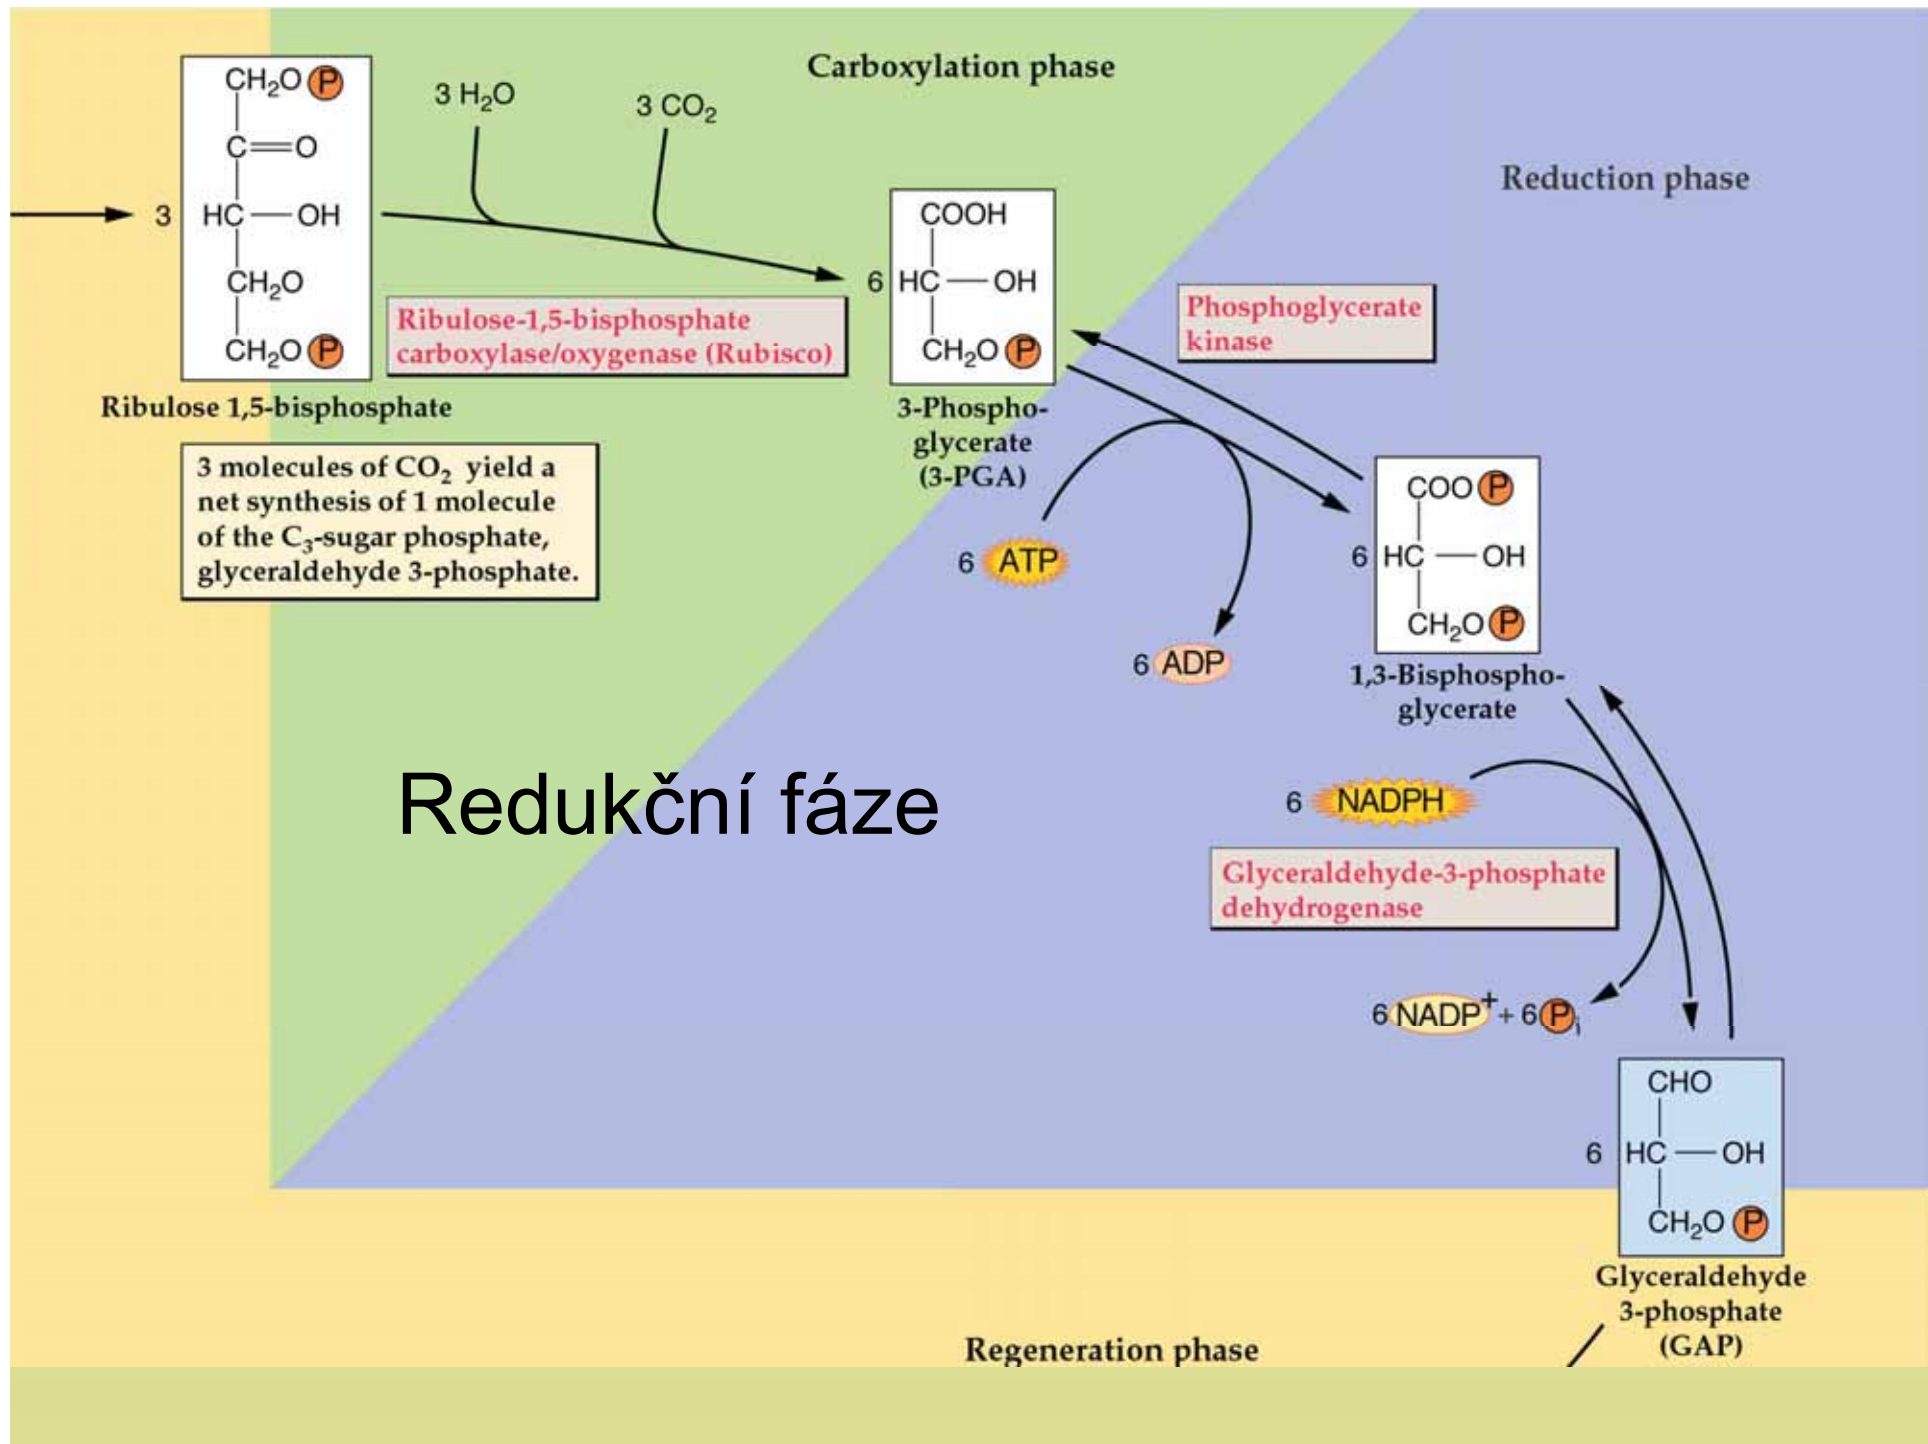 Carboxylation phase
Reduction phase
3
CH₂O P
C=O
HC—OH
CH₂O
CH₂O P
Ribulose 1,5-bisphosphate
3 H₂O
3 CO₂
Ribulose-1,5-bisphosphate
carboxylase/oxygenase (Rubisco)
3 molecules of CO₂ yield a
net synthesis of 1 molecule
of the C₃-sugar phosphate,
glyceraldehyde 3-phosphate.
6
COOH
HC—OH
CH₂O P
3-Phospho-
glycerate
(3-PGA)
Phosphoglycerate
kinase
6 ATP
6 ADP
6
COO P
HC—OH
CH₂O P
1,3-Bisphospho-
glycerate
Redukční fáze
6 NADPH
Glyceraldehyde-3-phosphate
dehydrogenase
6 NADP⁺ + 6 Pᵢ
6
CHO
HC—OH
CH₂O P
Glyceraldehyde
3-phosphate
(GAP)
Regeneration phase